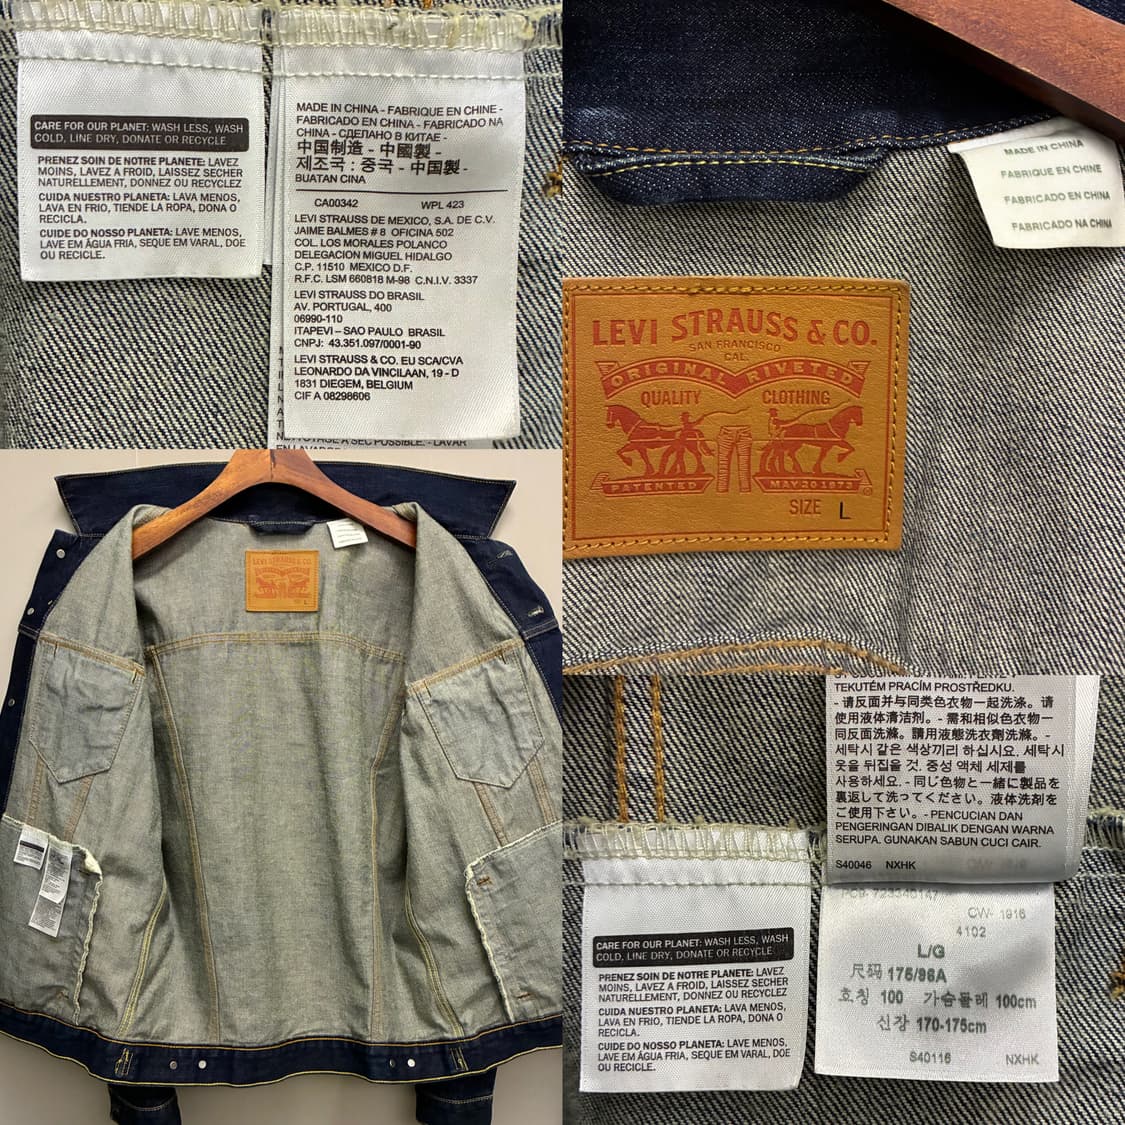 CARE FOR OUR PLANET: WASH LESS, WASH
COLD, LINE DRY, DONATE OR RECYCLE
PRENEZ SOIN DE NOTRE PLANETE: LAVEZ
MOINS, LAVEZ A FROID, LAISSEZ SECHER
NATURELLEMENT, DONNEZ OU RECYCLEZ
CUIDA NUESTRO PLANETA: LAVA MENOS,
LAVA EN FRIO, TIENDE LA ROPA, DONA O
RECICLA.
CUIDE DO NOSSO PLANETA: LAVE MENOS,
LAVE EM ÁGUA FRIA, SEQUE EM VARAL, DOE
OU RECICLE.
MADE IN CHINA - FABRIQUE EN CHINE -
FABRICADO EN CHINA - FABRICADO NA
CHINA - СДЕЛАНО В КИТАЕ -
中国制造 - 中國製 -
제조국 : 중국 - 中国製 -
BUATAN CINA
CA00342 WPL 423
LEVI STRAUSS DE MEXICO, S.A. DE C.V.
JAIME BALMES # 8 OFICINA 502
COL. LOS MORALES POLANCO
DELEGACION MIGUEL HIDALGO
C.P. 11510 MEXICO D.F.
R.F.C. LSM 660818 M-98 C.N.I.V. 3337
LEVI STRAUSS DO BRASIL
AV. PORTUGAL, 400
06990-110
ITAPEVI – SAO PAULO BRASIL
CNPJ: 43.351.097/0001-90
LEVI STRAUSS & CO. EU SCA/CVA
LEONARDO DA VINCILAAN, 19 - D
1831 DIEGEM, BELGIUM
CIF A 08298606
NETTOYAGE A SEC POSSIBLE. - LAVAR
MADE IN CHINA
FABRIQUE EN CHINE
FABRICADO EN CHINA
FABRICADO NA CHINA
LEVI STRAUSS & CO.
SAN FRANCISCO
CAL.
ORIGINAL RIVETED
QUALITY CLOTHING
PATENTED MAY 20 1873
SIZE L
LEVI STRAUSS & CO.
L
TEKUTÉM PRACÍM PROSTŘEDKU.
- 请反面并与同类色衣物一起洗涤。请
使用液体清洁剂。- 需和相似色衣物一
同反面洗滌。請用液態洗衣劑洗滌。-
세탁시 같은 색상끼리 하십시요. 세탁시
옷을 뒤집을 것. 중성 액체 세제를
사용하세요. - 同じ色物と一緒に製品を
裏返して洗ってください。液体洗剤を
ご使用下さい。- PENCUCIAN DAN
PENGERINGAN DIBALIK DENGAN WARNA
SERUPA. GUNAKAN SABUN CUCI CAIR.
S40046 NXHK
CARE FOR OUR PLANET: WASH LESS, WASH
COLD, LINE DRY, DONATE OR RECYCLE
PRENEZ SOIN DE NOTRE PLANETE: LAVEZ
MOINS, LAVEZ A FROID, LAISSEZ SECHER
NATURELLEMENT, DONNEZ OU RECYCLEZ
CUIDA NUESTRO PLANETA: LAVA MENOS,
LAVA EN FRIO, TIENDE LA ROPA, DONA O
RECICLA.
CUIDE DO NOSSO PLANETA: LAVE MENOS,
LAVE EM ÁGUA FRIA, SEQUE EM VARAL, DOE
OU RECICLE.
CW- 1916
4102
L/G
尺码 175/96A
호칭 100 가슴둘레 100cm
신장 170-175cm
S40116 NXHK